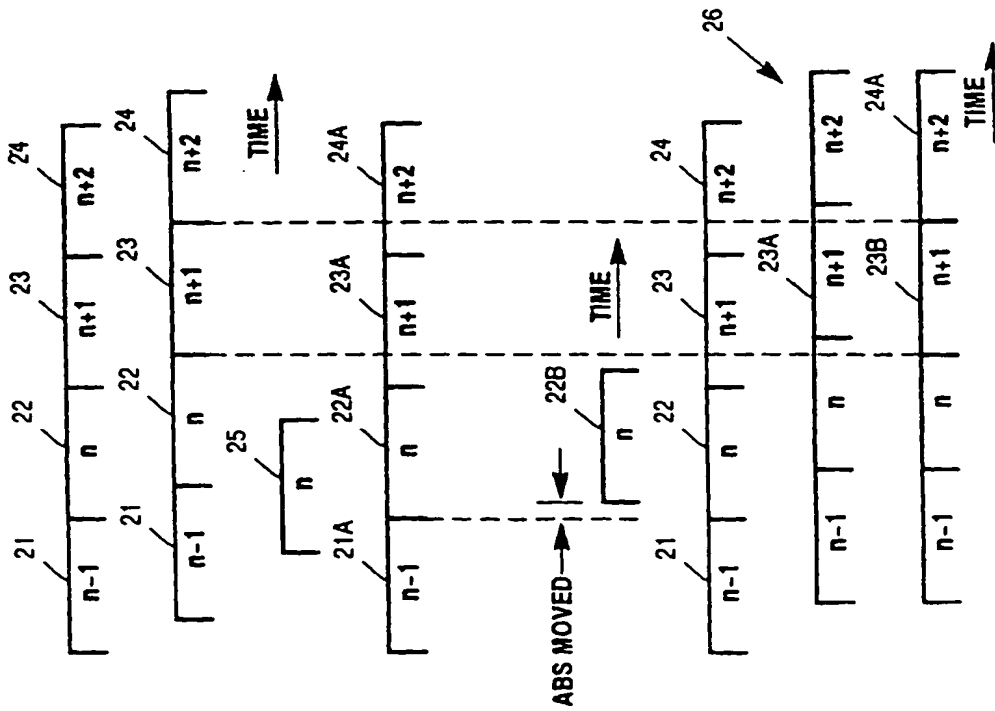 21 22 23 24
n-1 n n+1 n+2
21 22 23 24
n-1 n n+1 n+2
TIME
25
n
21A 22A 23A 24A
n-1 n n+1 n+2
ABS MOVED
22B
n
TIME
21 22 23 24
n-1 n n+1 n+2
26
23A
n-1 n n+1 n+2
23B 24A
n-1 n n+1 n+2
TIME